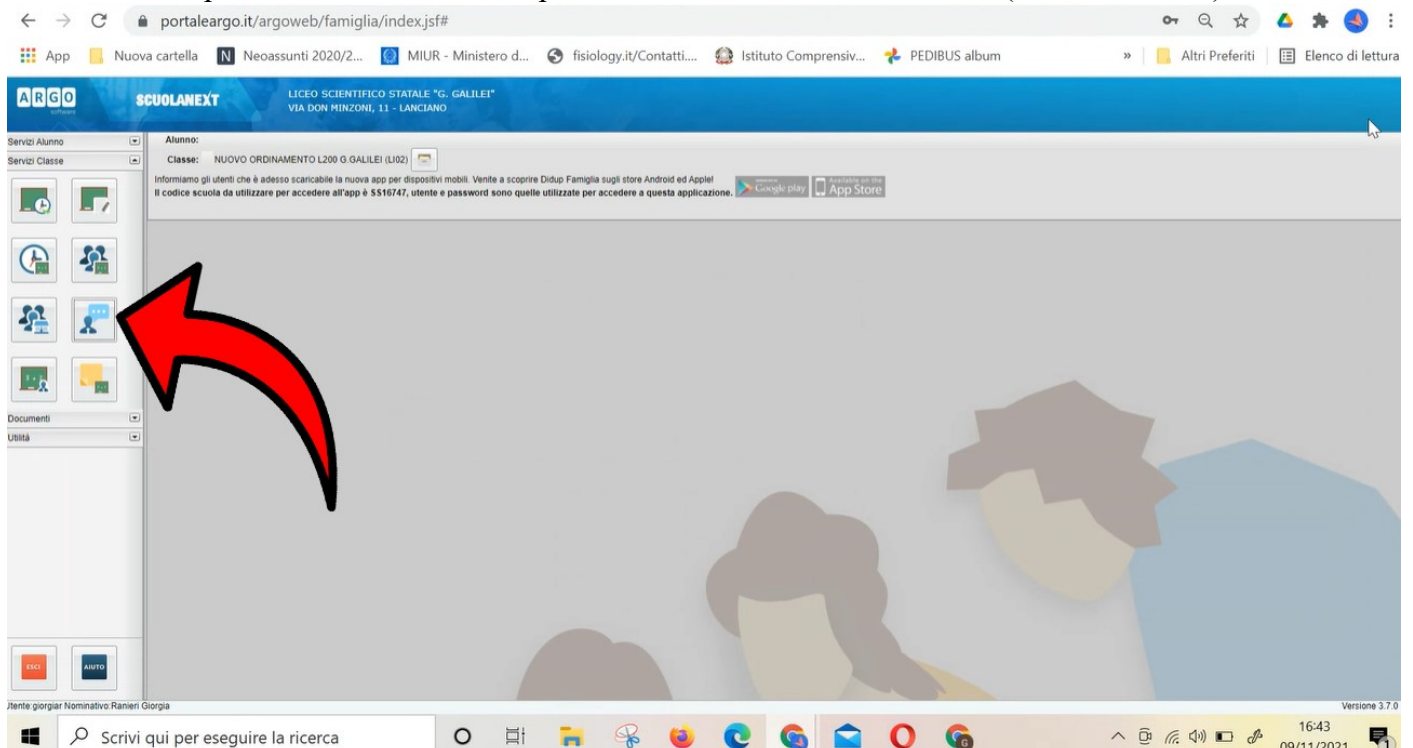 portaleargo.it/argoweb/famiglia/index.jsf#
App
Nuova cartella
Neoassunti 2020/2...
MIUR - Ministero d...
fisiology.it/Contatti....
Istituto Comprensiv...
PEDIBUS album
»
Altri Preferiti
Elenco di lettura
ARGO
software
SCUOLANEXT
LICEO SCIENTIFICO STATALE "G. GALILEI"
VIA DON MINZONI, 11 - LANCIANO
Servizi Alunno
Alunno:
Servizi Classe
Classe: NUOVO ORDINAMENTO L200 G.GALILEI (LI02)
Informiamo gli utenti che è adesso scaricabile la nuova app per dispositivi mobili. Venite a scoprire Didup Famiglia sugli store Android ed Apple!
Il codice scuola da utilizzare per accedere all'app è SS16747, utente e password sono quelle utilizzate per accedere a questa applicazione.
Google play
Available on the
App Store
Documenti
Utilità
ESCI
AIUTO
Utente:giorgiar Nominativo:Ranieri Giorgia
Versione 3.7.0
Scrivi qui per eseguire la ricerca
16:43
09/11/2021
1